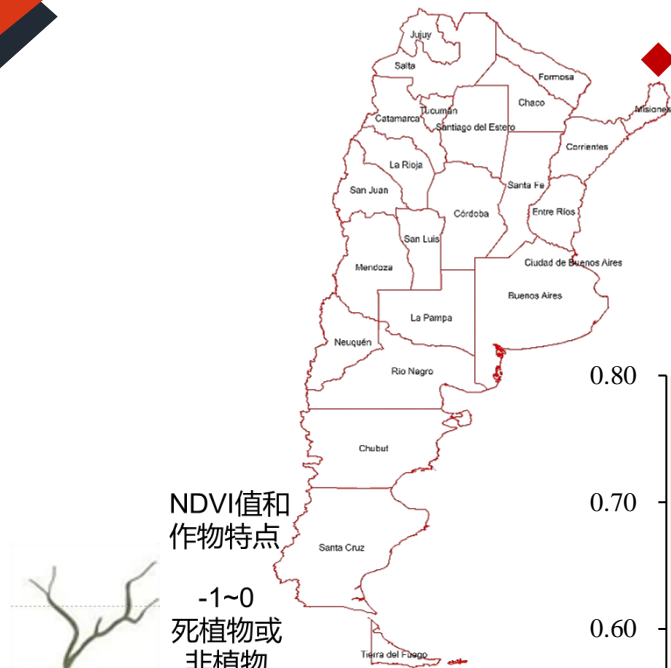 Jujuy
Salta
Formosa
Chaco
Tucumán
Catamarca
Santiago del Estero
Misiones
Corrientes
La Rioja
San Juan
Santa Fe
Córdoba
Entre Ríos
San Luis
Mendoza
Ciudad de Buenos Aires
Buenos Aires
La Pampa
Neuquén
Río Negro
0.80
Chubut
NDVI值和
作物特点
0.70
Santa Cruz
-1~0
死植物或
非植物
0.60
Tierra del Fuego